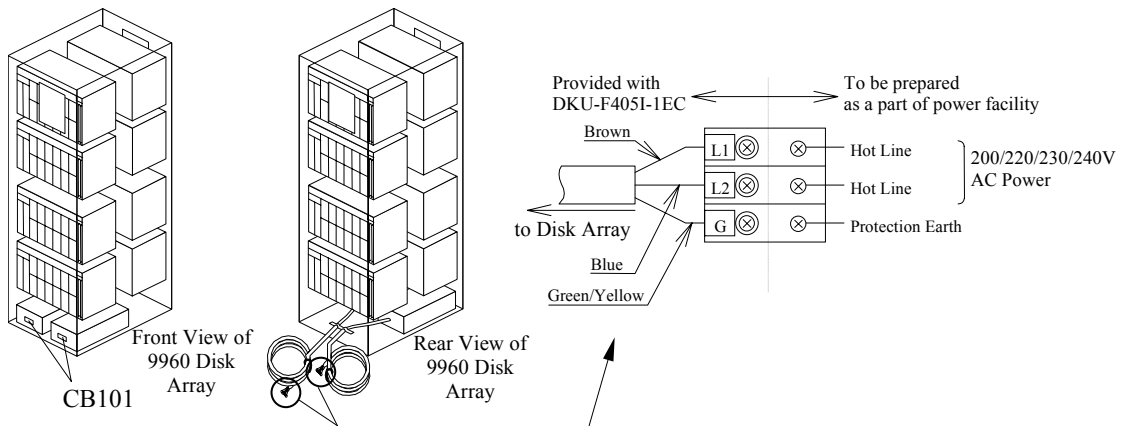 Provided with
DKU-F405I-1EC
To be prepared
as a part of power facility
Brown
L1
Hot Line
200/220/230/240V
AC Power
L2
Hot Line
to Disk Array
G
Protection Earth
Blue
Green/Yellow
Front View of
9960 Disk
Array
CB101
Rear View of
9960 Disk
Array